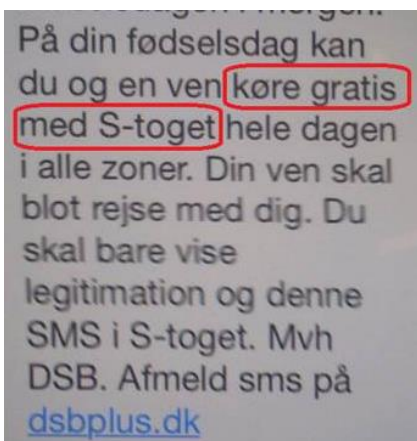 På din fødselsdag kan
du og en ven køre gratis
med S-toget hele dagen
i alle zoner. Din ven skal
blot rejse med dig. Du
skal bare vise
legitimation og denne
SMS i S-toget. Mvh
DSB. Afmeld sms på
dsbplus.dk